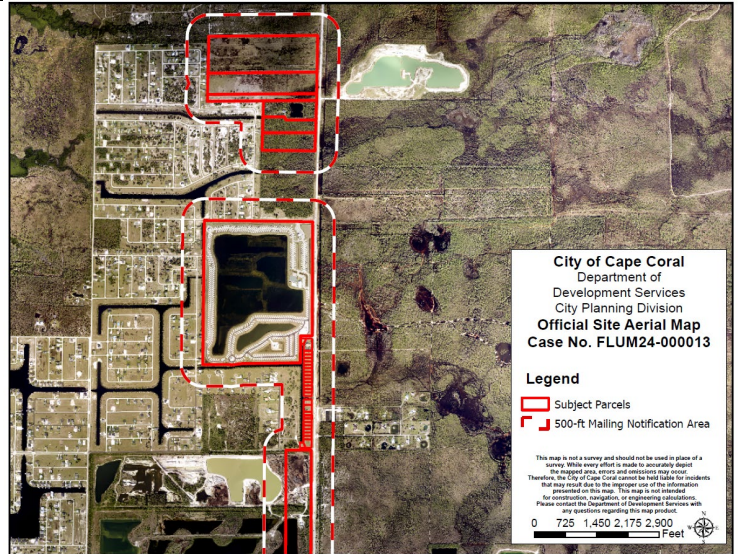 City of Cape Coral
Department of
Development Services
City Planning Division
Official Site Aerial Map
Case No. FLUM24-000013
Legend
Subject Parcels
500-ft Mailing Notification Area
This map is not a survey and should not be used in place of a
survey. While every effort is made to accurately depict
the mapped area, errors and omissions may occur.
Therefore, the City of Cape Coral cannot be held liable for incidents
that may result due to the improper use of the information
presented on this map. This map is not intended
for construction, navigation, or engineering calculations.
Please contact the Department of Development Services with
any questions regarding this map product.
0 725 1,450 2,175 2,900
Feet
N
W E
S